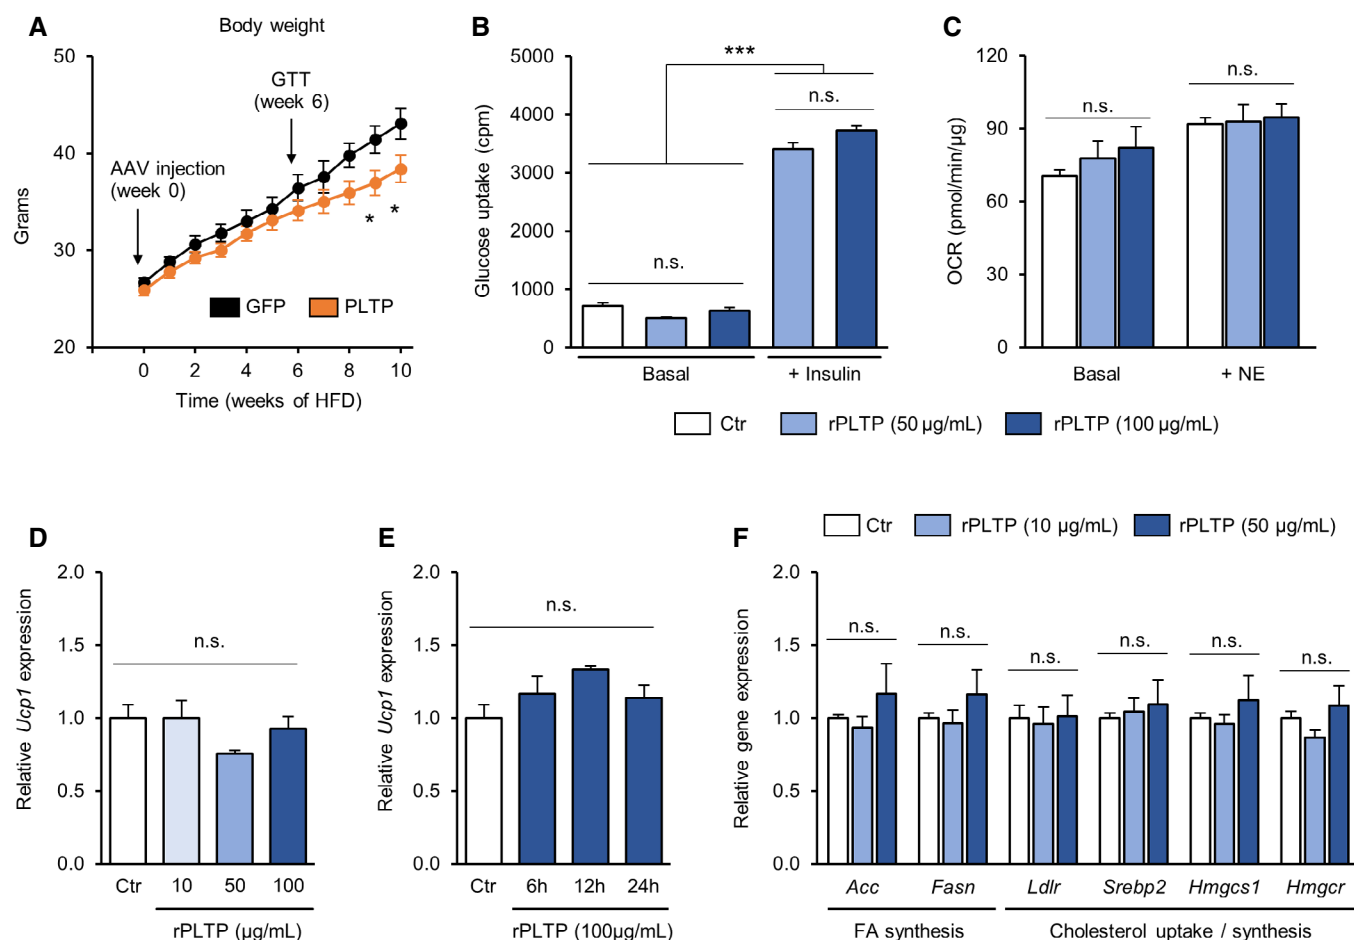 A
Body weight
50
40
30
20
Grams
AAV injection
(week 0)
GTT
(week 6)
*
*
GFP
PLTP
0
2
4
6
8
10
Time (weeks of HFD)
B
5000
4000
3000
2000
1000
0
Glucose uptake (cpm)
***
n.s.
n.s.
Basal
+ Insulin
C
120
90
60
30
0
OCR (pmol/min/µg)
n.s.
n.s.
Basal
+ NE
Ctr
rPLTP (50 µg/mL)
rPLTP (100 µg/mL)
D
2.0
1.5
1.0
0.5
0.0
Relative Ucp1 expression
n.s.
Ctr
10
50
100
rPLTP (µg/mL)
E
2.0
1.5
1.0
0.5
0.0
Relative Ucp1 expression
n.s.
Ctr
6h
12h
24h
rPLTP (100µg/mL)
F
Ctr
rPLTP (10 µg/mL)
rPLTP (50 µg/mL)
2.0
1.5
1.0
0.5
0.0
Relative gene expression
n.s.
n.s.
n.s.
n.s.
n.s.
n.s.
Acc
Fasn
Ldlr
Srebp2
Hmgcs1
Hmgcr
FA synthesis
Cholesterol uptake / synthesis